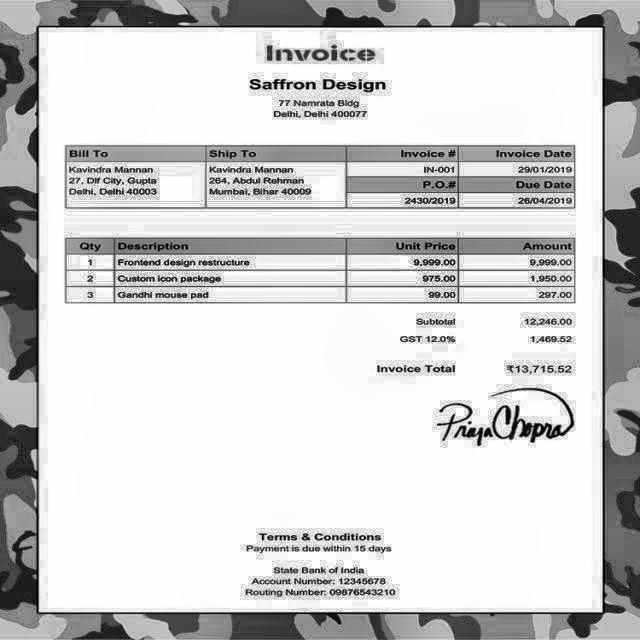 Invoice
Saffron Design
77 Namrata Bldg
Delhi, Delhi 400077
Bill To Ship To Invoice # Invoice Date
Kavindra Mannan Kavindra Mannan IN-001 29/01/2019
27, Dlf City, Gupta 264, Abdul Rehman P.O.# Due Date
Delhi, Delhi 40003 Mumbai, Bihar 40009 2430/2019 26/04/2019
Qty Description Unit Price Amount
1 Frontend design restructure 9,999.00 9,999.00
2 Custom icon package 975.00 1,950.00
3 Gandhi mouse pad 99.00 297.00
Subtotal 12,246.00
GST 12.0% 1,469.52
Invoice Total ₹13,715.52
Priya Chopra
Terms & Conditions
Payment is due within 15 days
State Bank of India
Account Number: 12345678
Routing Number: 09876543210